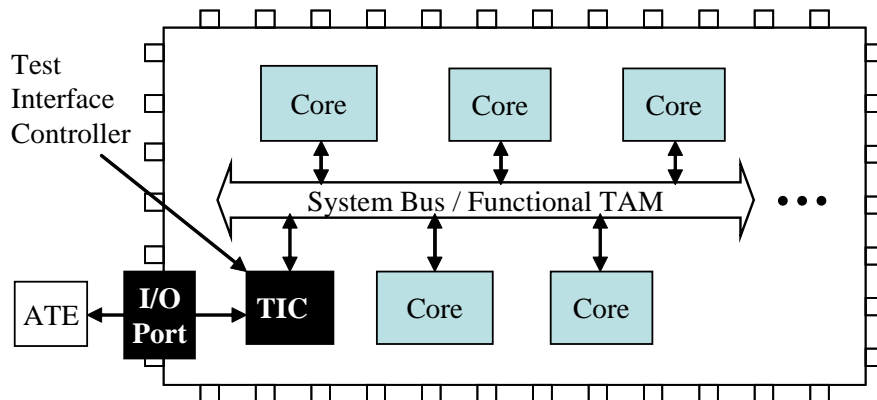 Test
Interface
Controller
Core
Core
Core
System Bus / Functional TAM
ATE
I/O
Port
TIC
Core
Core